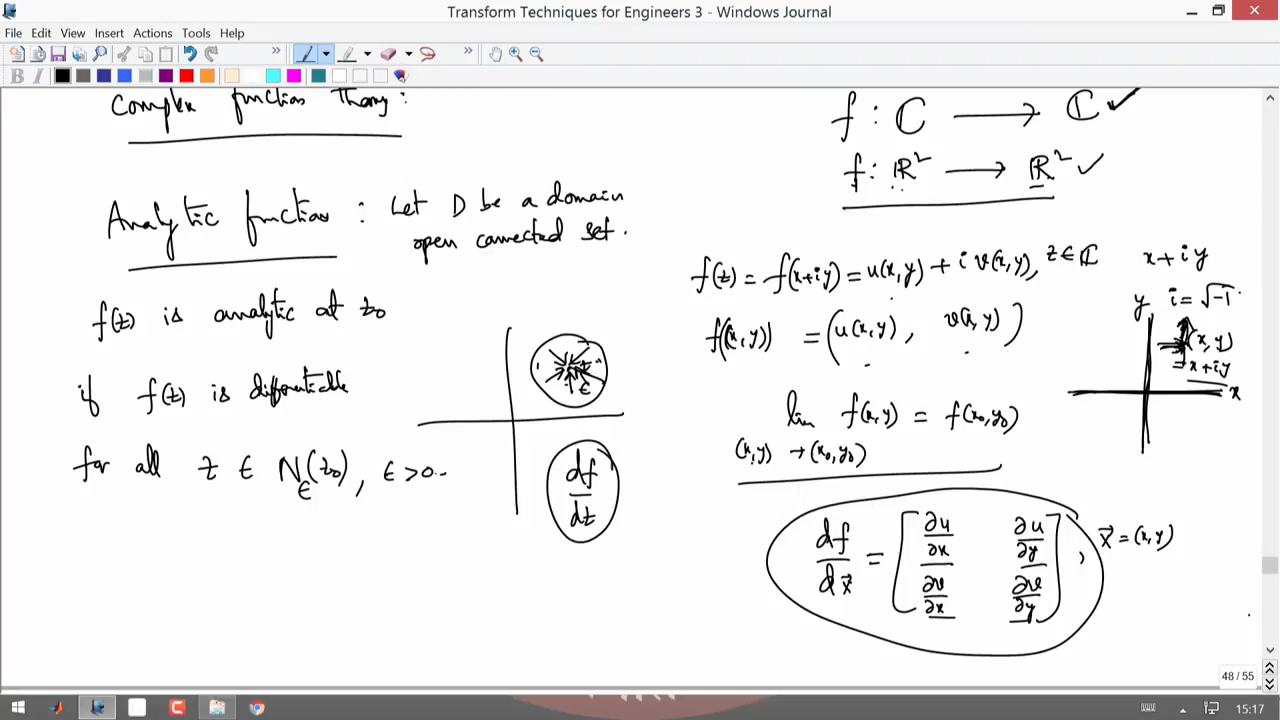 Transform Techniques for Engineers 3 - Windows Journal
File Edit View Insert Actions Tools Help
Complex function Theory:
f : ℂ ⟶ ℂ ✓
f : ℝ² ⟶ ℝ² ✓
Analytic function : Let D be a domain
open connected set.
f(z) is analytic at z₀
if f(z) is differentiable
for all z ∈ N_ε(z₀), ε > 0.
ε
df/dz
f(z) = f(x+iy) = u(x,y) + i v(x,y), z ∈ ℂ
f((x,y)) = (u(x,y), v(x,y))
lim f(x,y) = f(x₀,y₀)
(x,y) → (x₀,y₀)
df/dx⃗ = [∂u/∂x ∂u/∂y
∂v/∂x ∂v/∂y], x⃗ = (x,y)
x + iy
y i = √-1
(x,y)
= x+iy
x
48 / 55
15:17